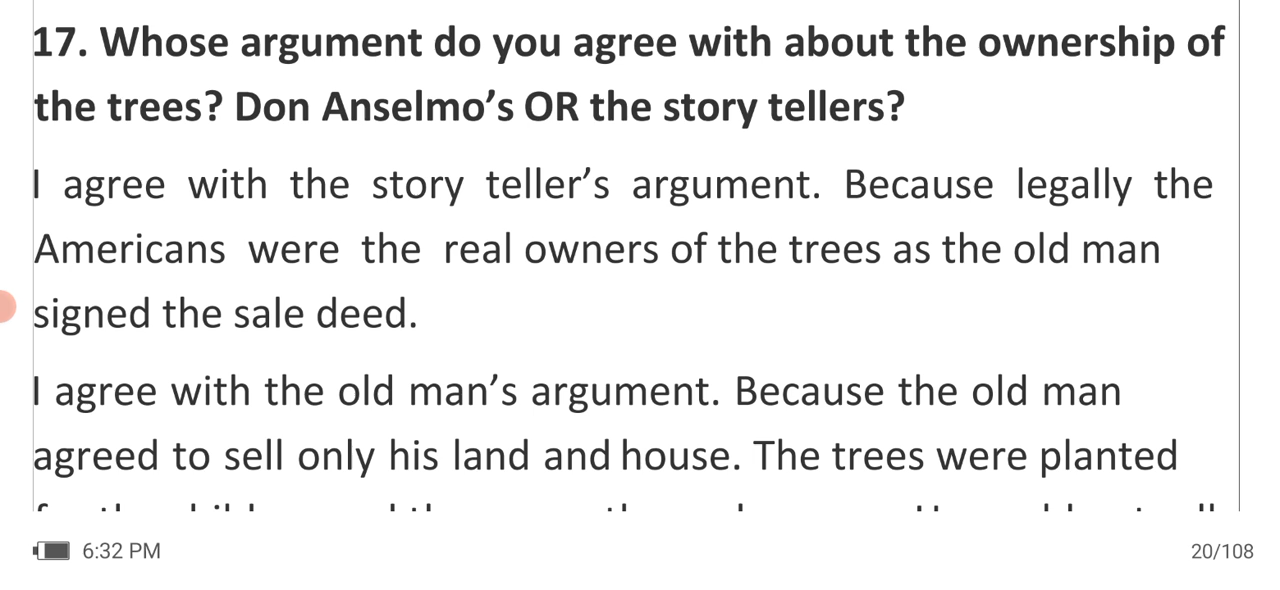 17. Whose argument do you agree with about the ownership of
the trees? Don Anselmo’s OR the story tellers?
I agree with the story teller’s argument. Because legally the
Americans were the real owners of the trees as the old man
signed the sale deed.
I agree with the old man’s argument. Because the old man
agreed to sell only his land and house. The trees were planted
6:32 PM
20/108